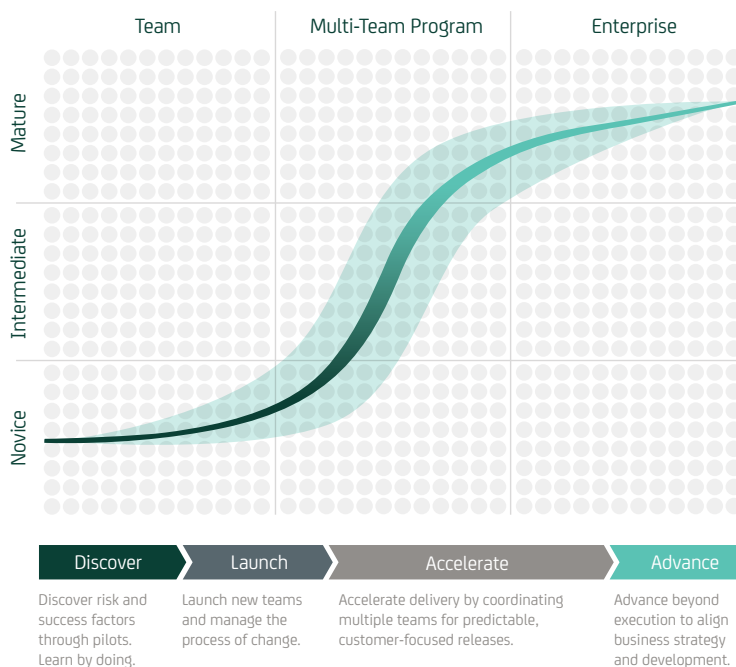 Team
Multi-Team Program
Enterprise
Mature
Intermediate
Novice
Discover
Launch
Accelerate
Advance
Discover risk and
success factors
through pilots.
Learn by doing.
Launch new teams
and manage the
process of change.
Accelerate delivery by coordinating
multiple teams for predictable,
customer-focused releases.
Advance beyond
execution to align
business strategy
and development.